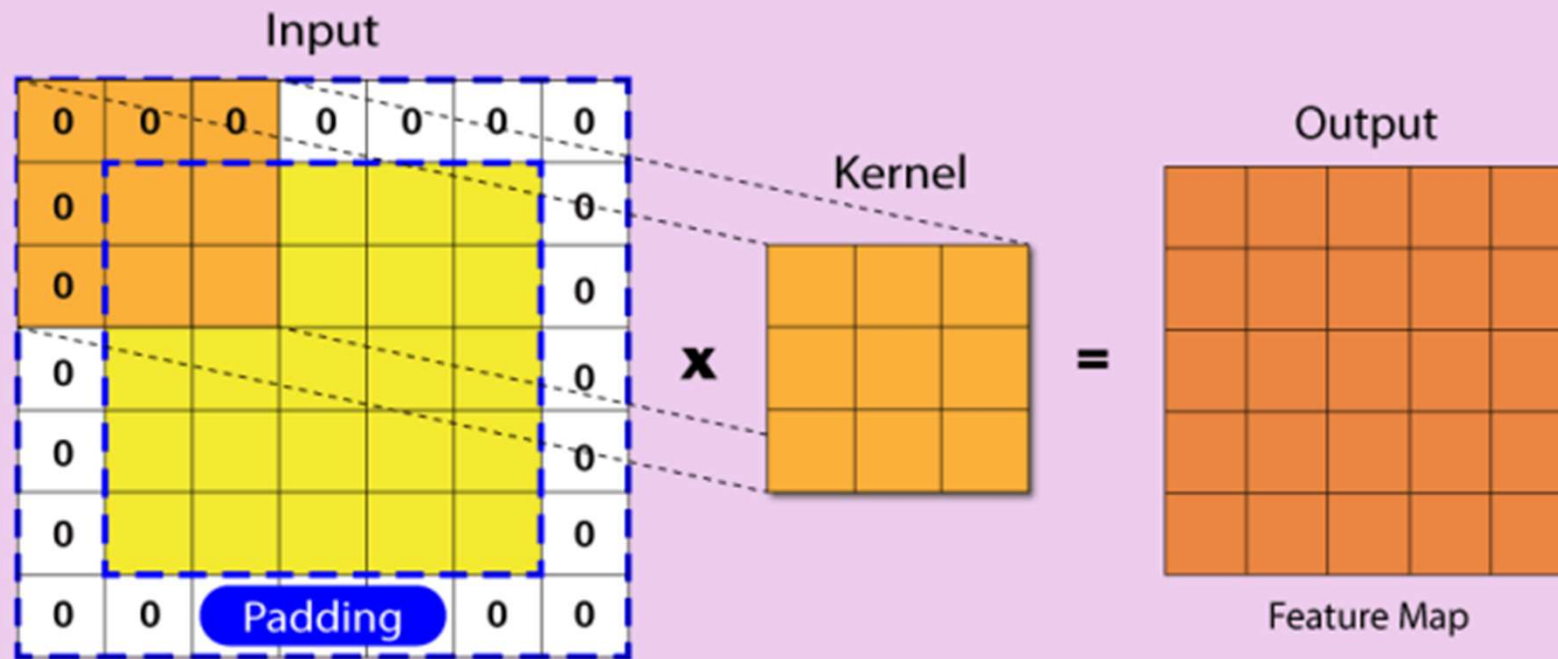 Input
0 0 0 0 0 0 0
Output
Kernel
0 0
0 0
0 0
x =
0 0
0 0
0 0 Padding 0 0
Feature Map